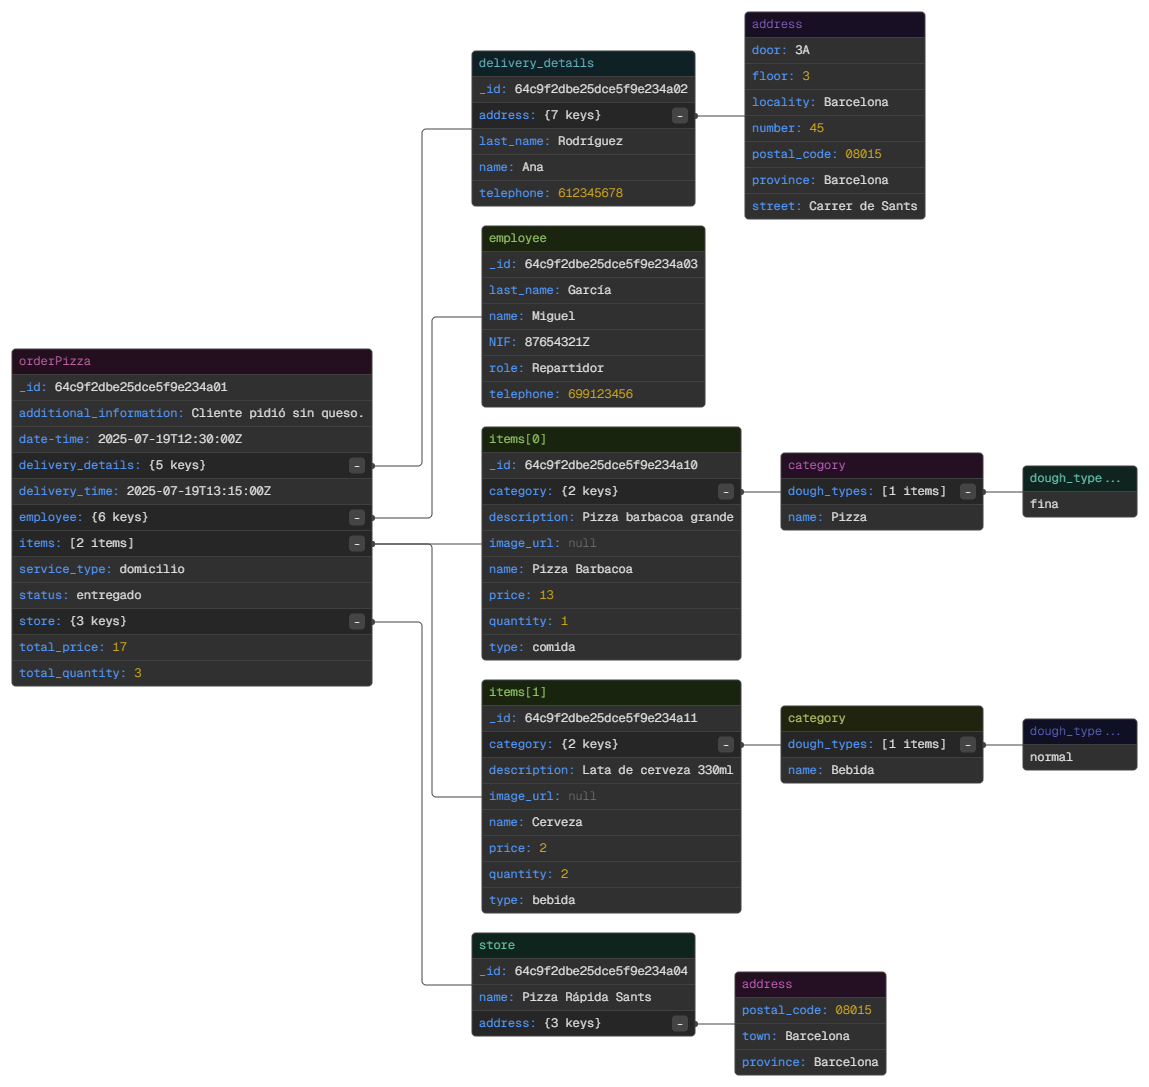 orderPizza
_id: 64c9f2dbe25dce5f9e234a01
additional_information: Cliente pidió sin queso.
date-time: 2025-07-19T12:30:00Z
delivery_details: {5 keys} -
delivery_time: 2025-07-19T13:15:00Z
employee: {6 keys} -
items: [2 items] -
service_type: domicilio
status: entregado
store: {3 keys} -
total_price: 17
total_quantity: 3
delivery_details
_id: 64c9f2dbe25dce5f9e234a02
address: {7 keys} -
last_name: Rodríguez
name: Ana
telephone: 612345678
address
door: 3A
floor: 3
locality: Barcelona
number: 45
postal_code: 08015
province: Barcelona
street: Carrer de Sants
employee
_id: 64c9f2dbe25dce5f9e234a03
last_name: García
name: Miguel
NIF: 87654321Z
role: Repartidor
telephone: 699123456
items[0]
_id: 64c9f2dbe25dce5f9e234a10
category: {2 keys} -
description: Pizza barbacoa grande
image_url: null
name: Pizza Barbacoa
price: 13
quantity: 1
type: comida
category
dough_types: [1 items] -
name: Pizza
dough_type...
fina
items[1]
_id: 64c9f2dbe25dce5f9e234a11
category: {2 keys} -
description: Lata de cerveza 330ml
image_url: null
name: Cerveza
price: 2
quantity: 2
type: bebida
category
dough_types: [1 items] -
name: Bebida
dough_type...
normal
store
_id: 64c9f2dbe25dce5f9e234a04
name: Pizza Rápida Sants
address: {3 keys} -
address
postal_code: 08015
town: Barcelona
province: Barcelona